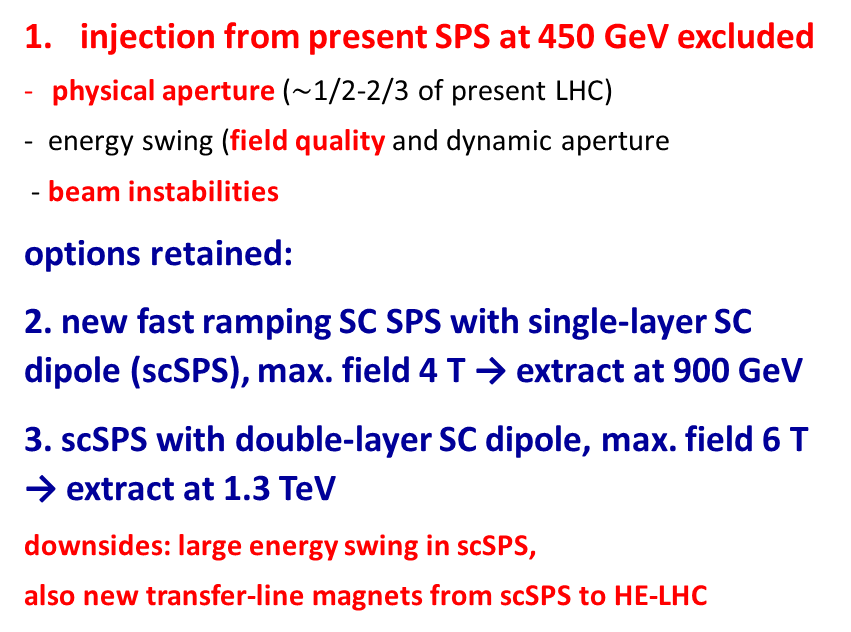 1. injection from present SPS at 450 GeV excluded
- physical aperture (~1/2-2/3 of present LHC)
- energy swing (field quality and dynamic aperture
- beam instabilities
options retained:
2. new fast ramping SC SPS with single-layer SC
dipole (scSPS), max. field 4 T → extract at 900 GeV
3. scSPS with double-layer SC dipole, max. field 6 T
→ extract at 1.3 TeV
downsides: large energy swing in scSPS,
also new transfer-line magnets from scSPS to HE-LHC